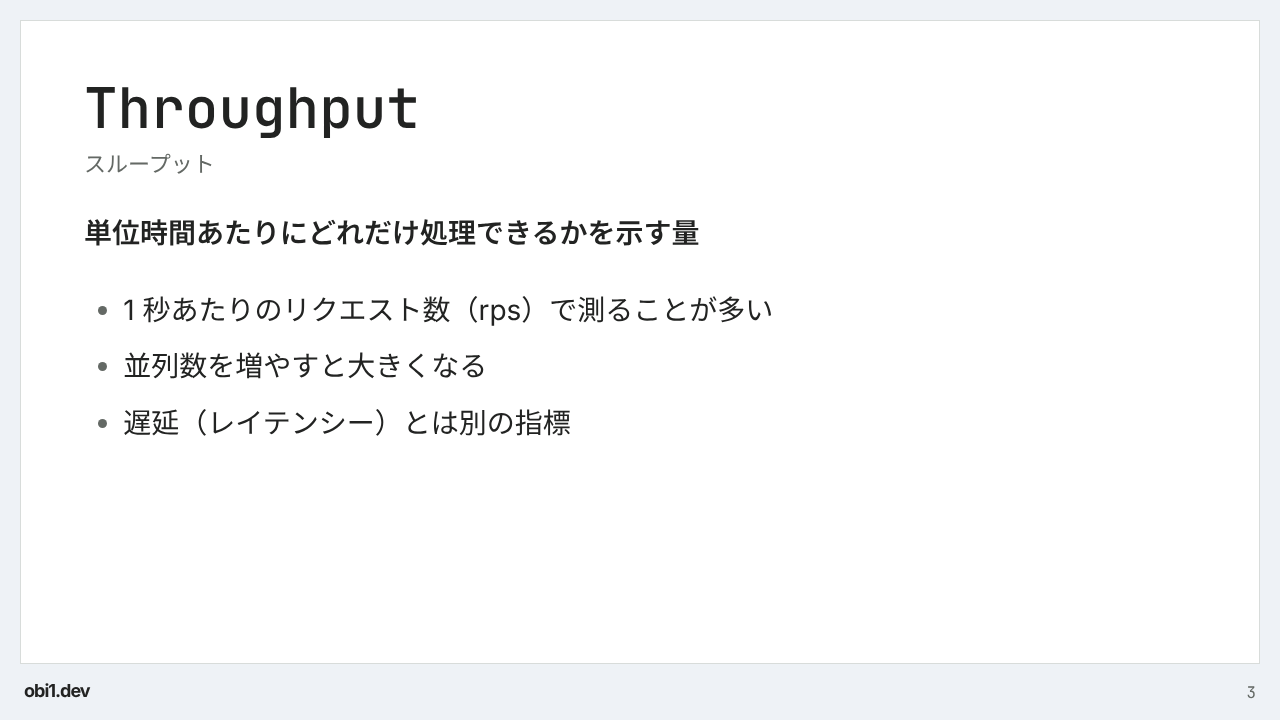 Throughput
スループット
単位時間あたりにどれだけ処理できるかを示す量
1 秒あたりのリクエスト数（rps）で測ることが多い
並列数を増やすと大きくなる
遅延（レイテンシー）とは別の指標
obi1.dev
3